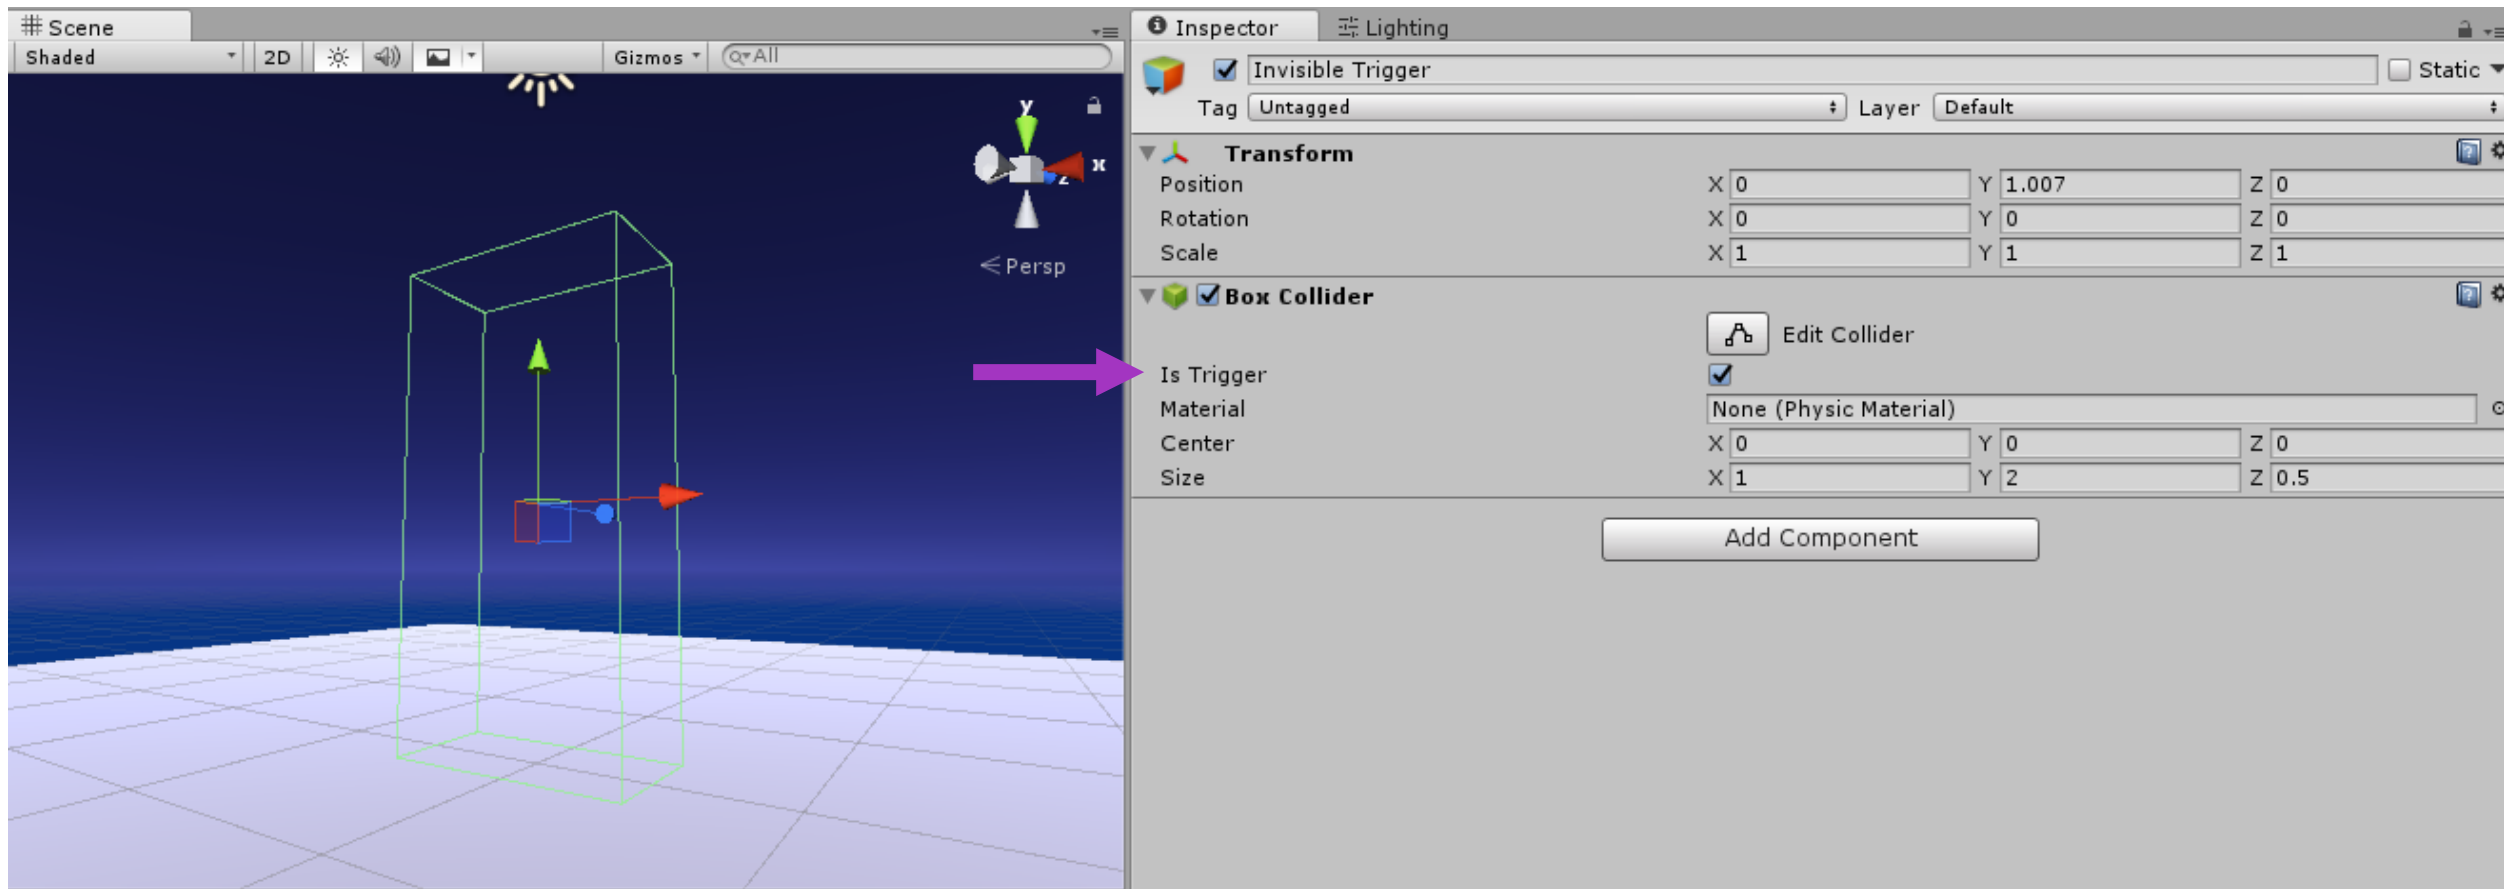 Scene
Shaded 2D Gizmos All
y
x
z
Persp
Inspector Lighting
Invisible Trigger Static
Tag Untagged Layer Default
Transform
Position X 0 Y 1.007 Z 0
Rotation X 0 Y 0 Z 0
Scale X 1 Y 1 Z 1
Box Collider
Edit Collider
Is Trigger
Material None (Physic Material)
Center X 0 Y 0 Z 0
Size X 1 Y 2 Z 0.5
Add Component